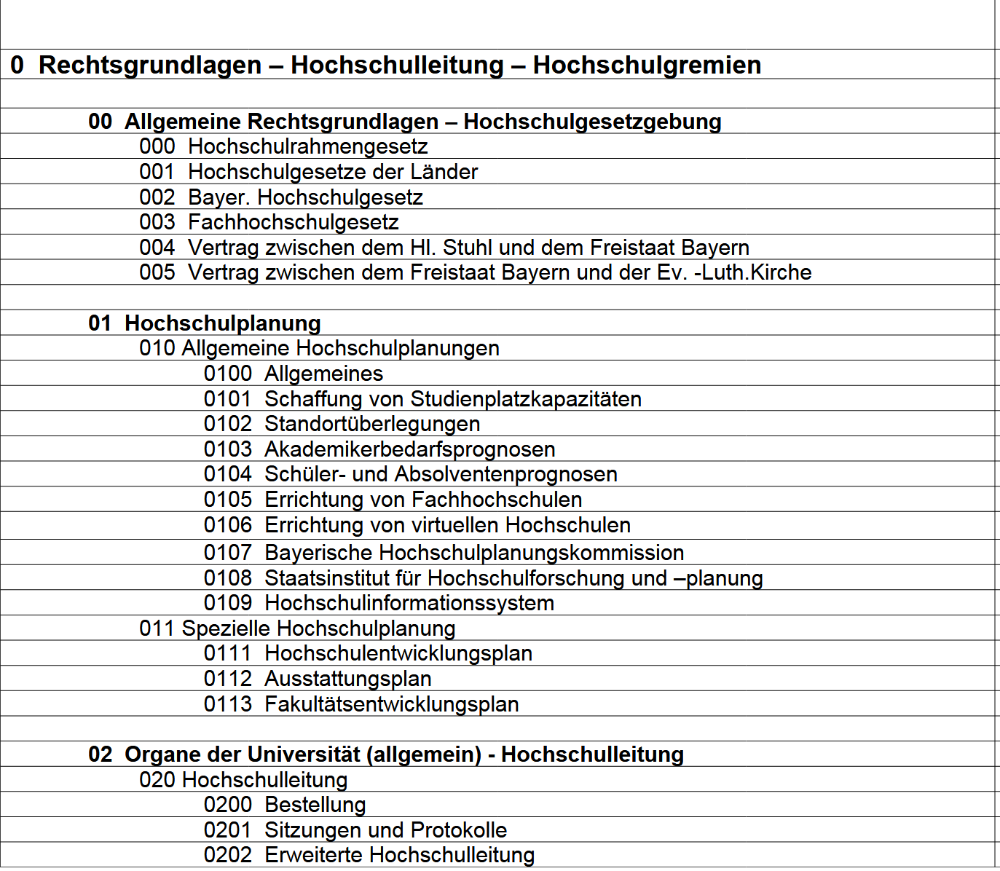 0 Rechtsgrundlagen – Hochschulleitung – Hochschulgremien
00 Allgemeine Rechtsgrundlagen – Hochschulgesetzgebung
000 Hochschulrahmengesetz
001 Hochschulgesetze der Länder
002 Bayer. Hochschulgesetz
003 Fachhochschulgesetz
004 Vertrag zwischen dem Hl. Stuhl und dem Freistaat Bayern
005 Vertrag zwischen dem Freistaat Bayern und der Ev. -Luth.Kirche
01 Hochschulplanung
010 Allgemeine Hochschulplanungen
0100 Allgemeines
0101 Schaffung von Studienplatzkapazitäten
0102 Standortüberlegungen
0103 Akademikerbedarfsprognosen
0104 Schüler- und Absolventenprognosen
0105 Errichtung von Fachhochschulen
0106 Errichtung von virtuellen Hochschulen
0107 Bayerische Hochschulplanungskommission
0108 Staatsinstitut für Hochschulforschung und –planung
0109 Hochschulinformationssystem
011 Spezielle Hochschulplanung
0111 Hochschulentwicklungsplan
0112 Ausstattungsplan
0113 Fakultätsentwicklungsplan
02 Organe der Universität (allgemein) - Hochschulleitung
020 Hochschulleitung
0200 Bestellung
0201 Sitzungen und Protokolle
0202 Erweiterte Hochschulleitung